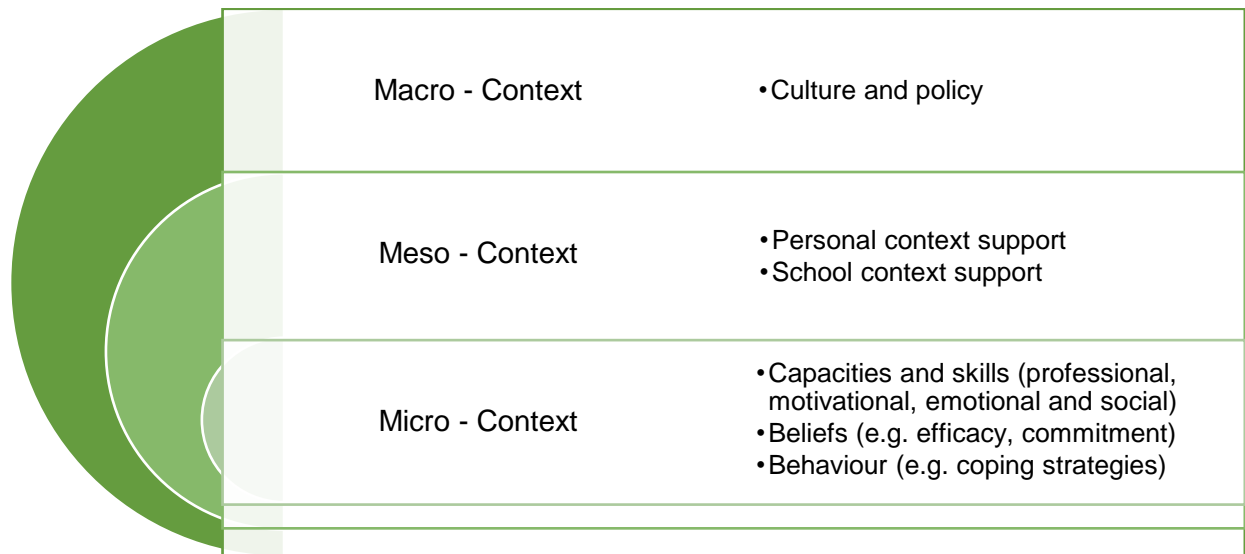 Macro - Context
•Culture and policy
Meso - Context
•Personal context support
•School context support
Micro - Context
•Capacities and skills (professional,
motivational, emotional and social)
•Beliefs (e.g. efficacy, commitment)
•Behaviour (e.g. coping strategies)